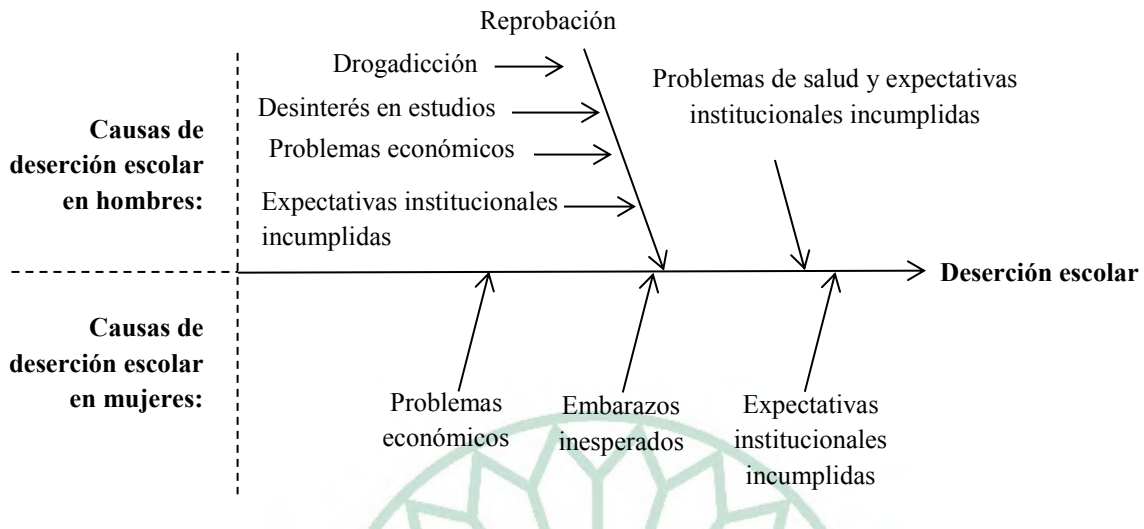 Reprobación
Drogadicción
Desinterés en estudios
Problemas económicos
Expectativas institucionales
incumplidas
Problemas de salud y expectativas
institucionales incumplidas
Causas de
deserción escolar
en hombres:
Deserción escolar
Causas de
deserción escolar
en mujeres:
Problemas
económicos
Embarazos
inesperados
Expectativas
institucionales
incumplidas